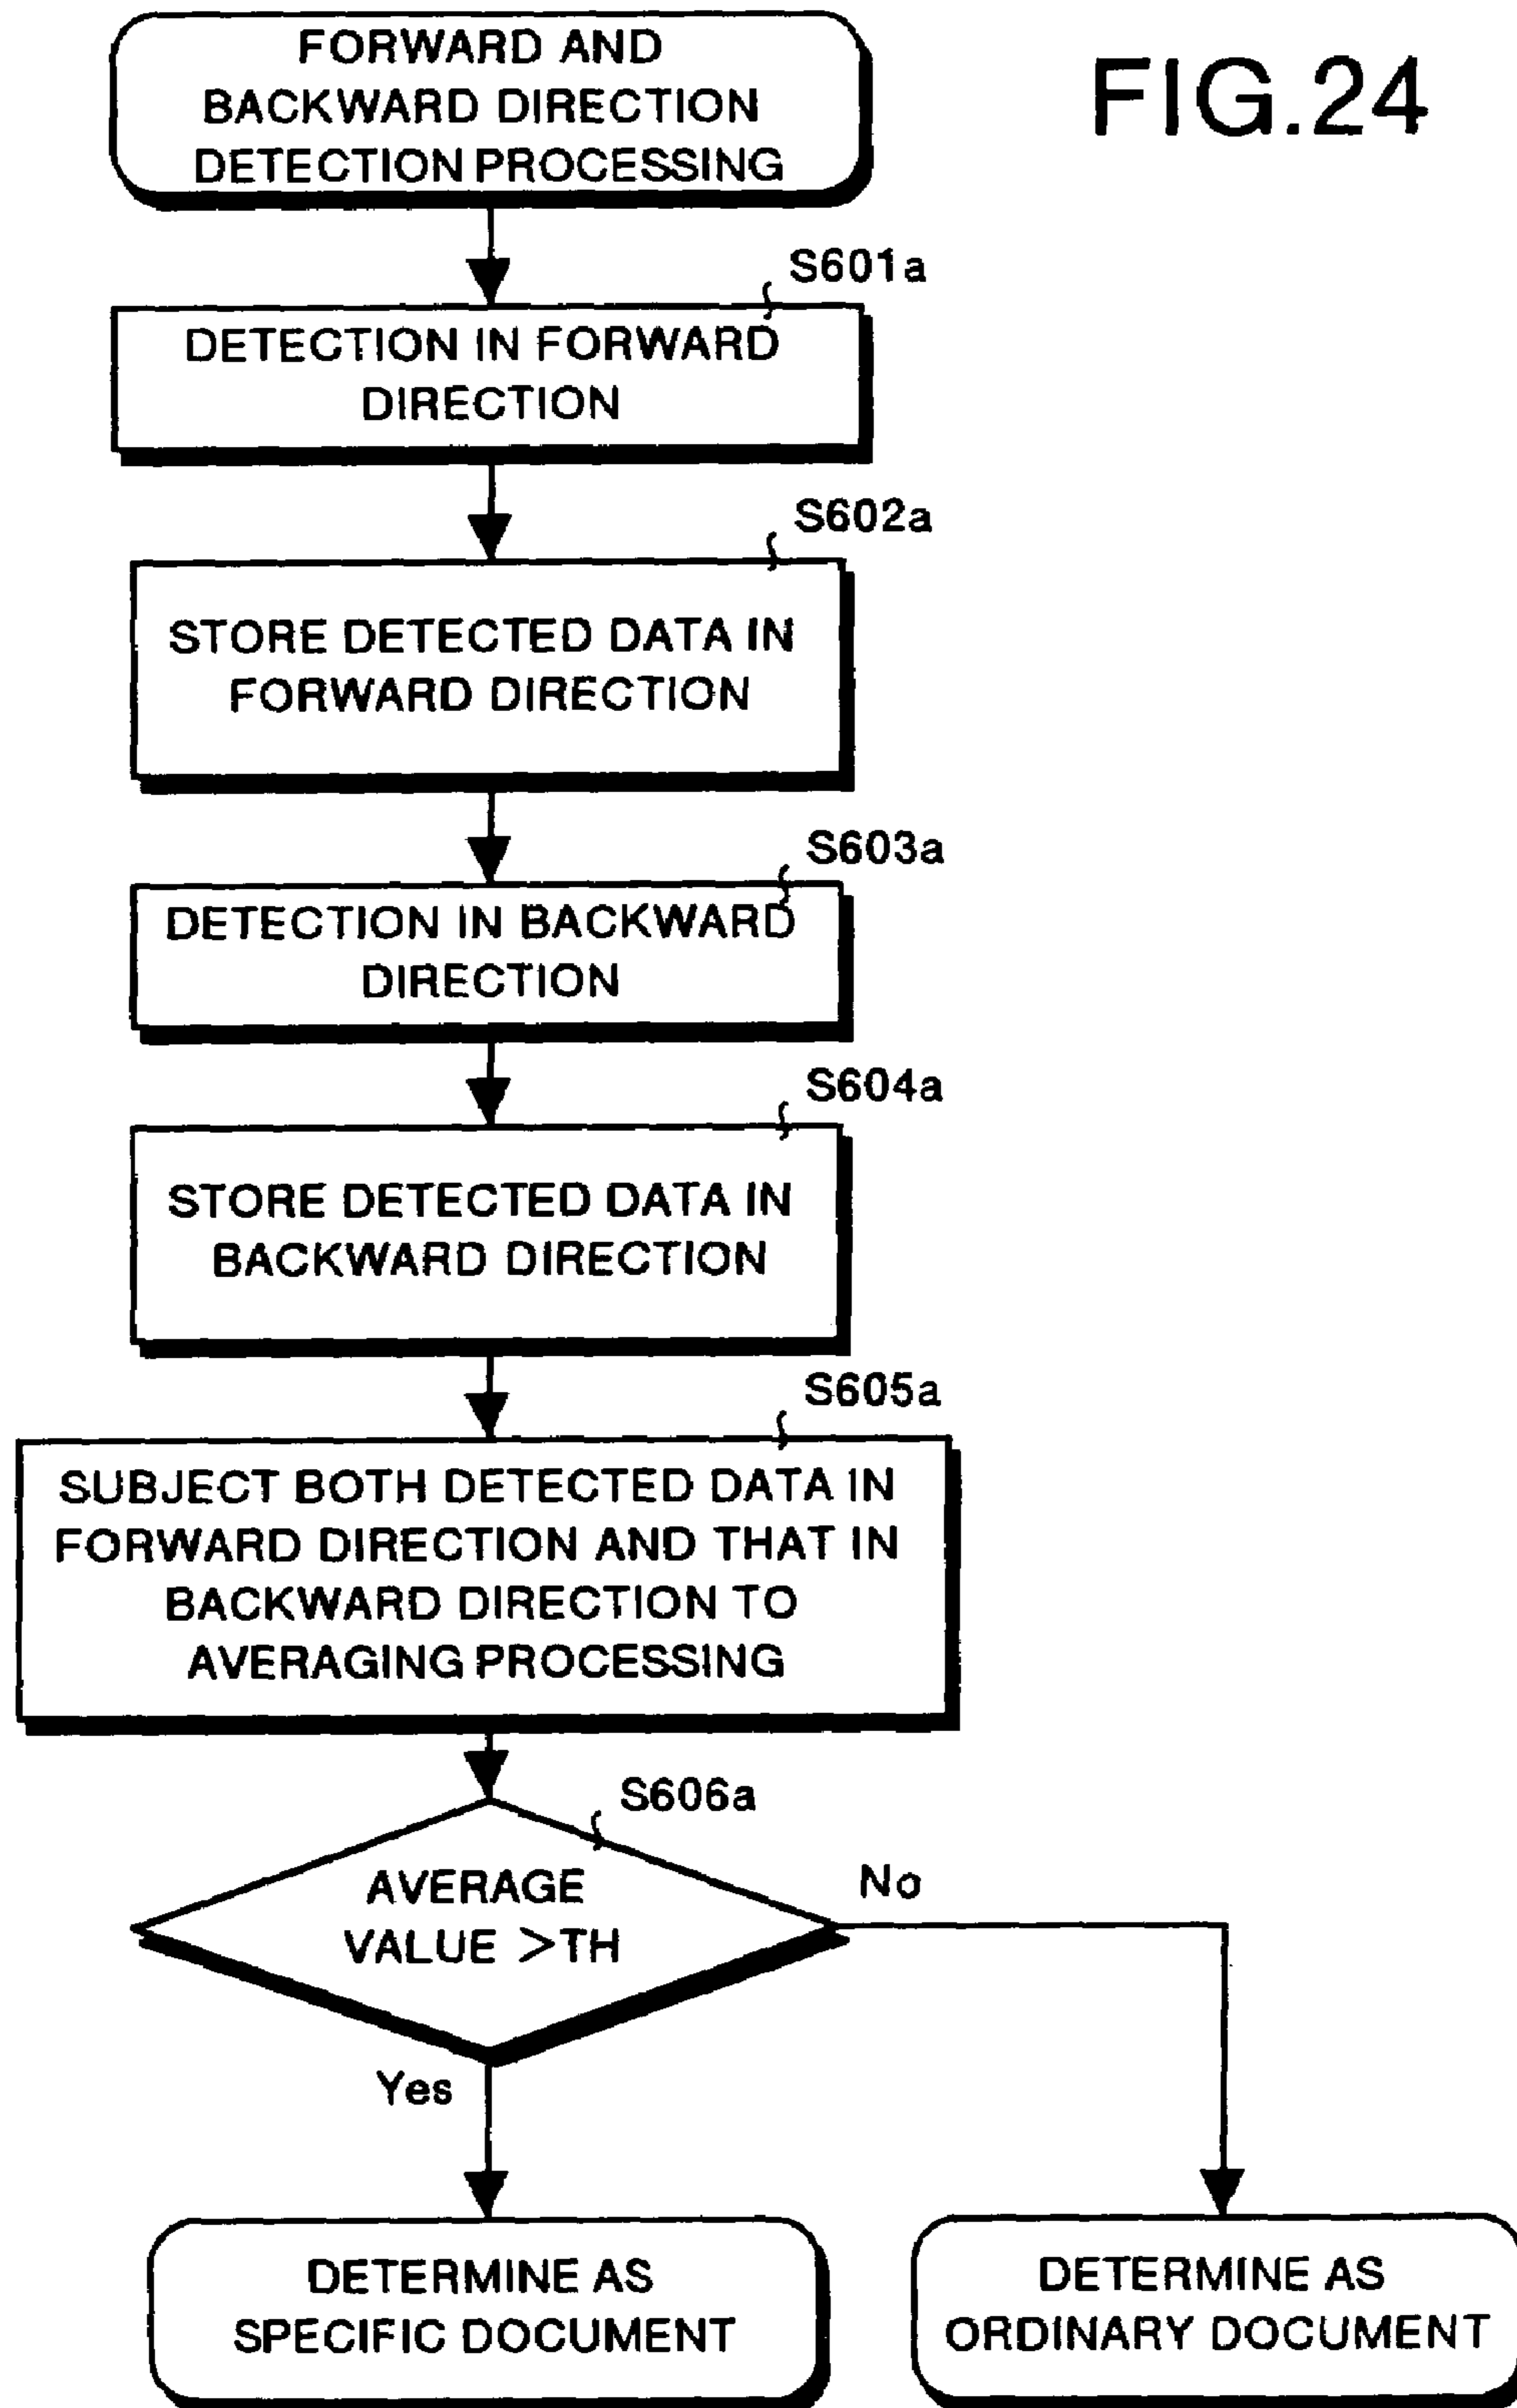 FORWARD AND
BACKWARD DIRECTION
DETECTION PROCESSING
FIG.24
S601a
DETECTION IN FORWARD
DIRECTION
S602a
STORE DETECTED DATA IN
FORWARD DIRECTION
S603a
DETECTION IN BACKWARD
DIRECTION
S604a
STORE DETECTED DATA IN
BACKWARD DIRECTION
S605a
SUBJECT BOTH DETECTED DATA IN
FORWARD DIRECTION AND THAT IN
BACKWARD DIRECTION TO
AVERAGING PROCESSING
S606a
AVERAGE
VALUE >TH
No
Yes
DETERMINE AS
SPECIFIC DOCUMENT
DETERMINE AS
ORDINARY DOCUMENT